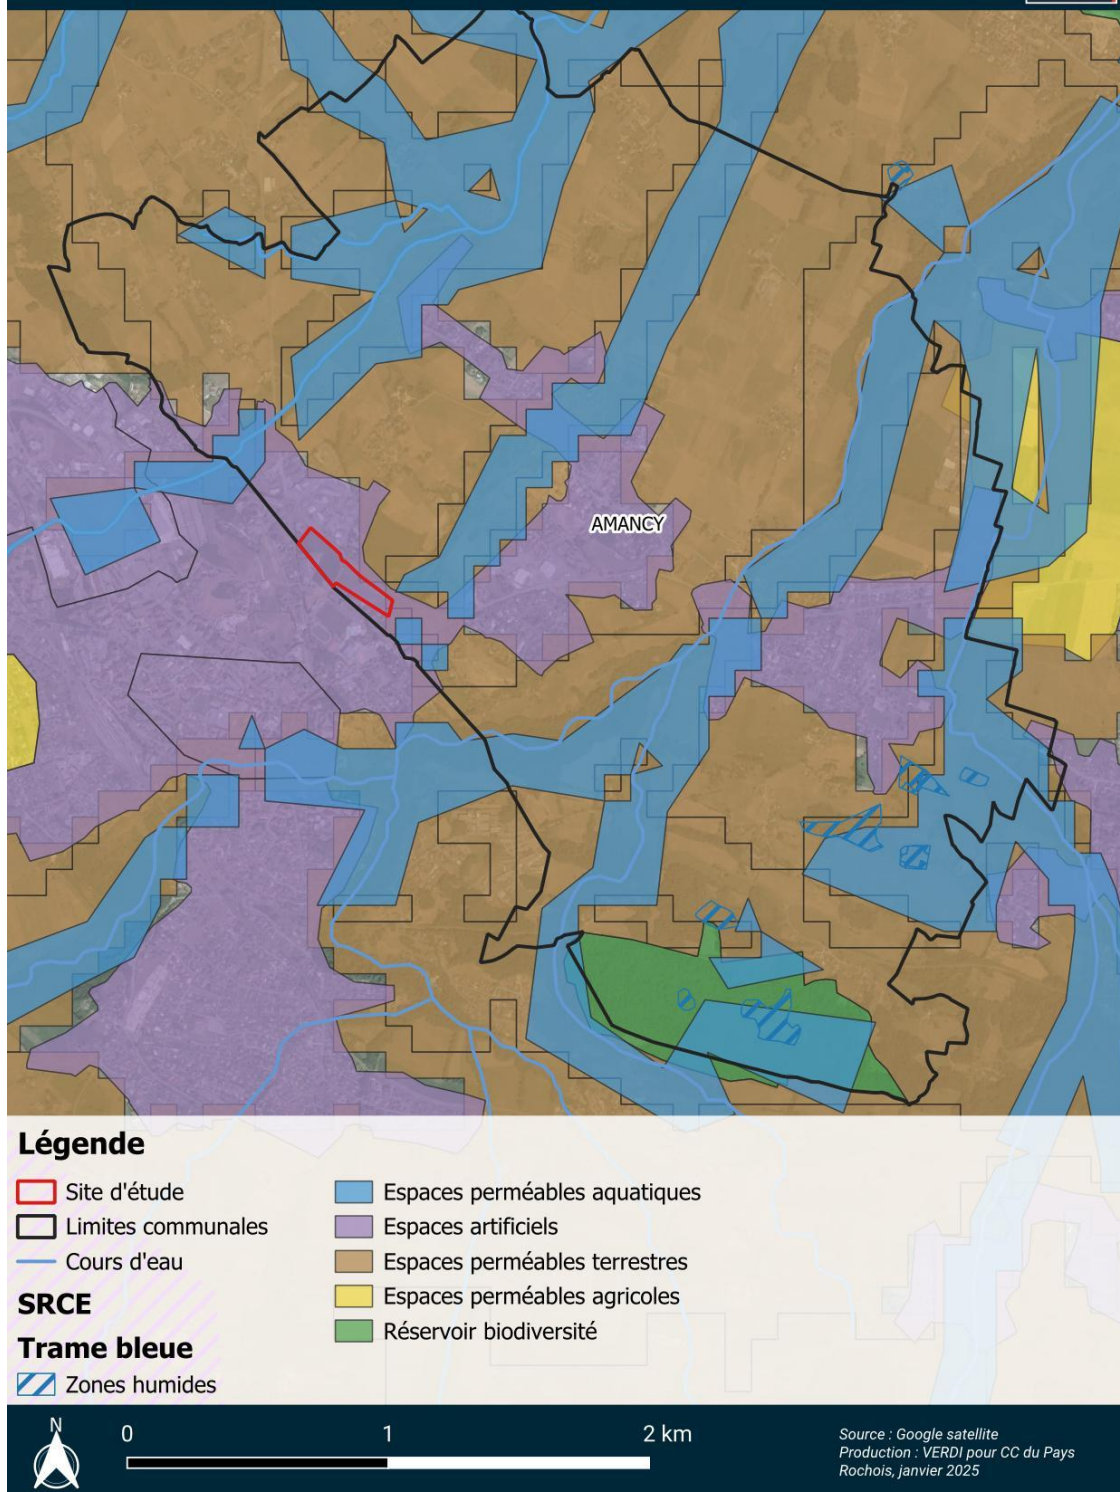 AMANCY
Légende
Site d'étude
Limites communales
Cours d'eau
SRCE
Trame bleue
Zones humides
Espaces perméables aquatiques
Espaces artificiels
Espaces perméables terrestres
Espaces perméables agricoles
Réservoir biodiversité
N
0 1 2 km
Source : Google satellite
Production : VERDI pour CC du Pays
Rochois, janvier 2025